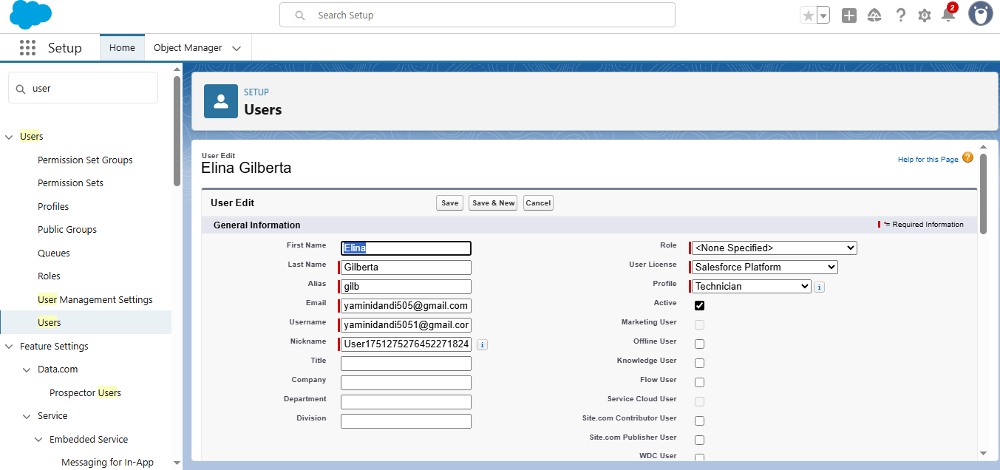 Search Setup
2
Setup
Home
Object Manager
user
Users
Permission Set Groups
Permission Sets
Profiles
Public Groups
Queues
Roles
User Management Settings
Users
Feature Settings
Data.com
Prospector Users
Service
Embedded Service
Messaging for In-App
SETUP
Users
User Edit
Elina Gilberta
Help for this Page ?
User Edit
Save
Save & New
Cancel
General Information
*= Required Information
First Name Elina
Last Name Gilberta
Alias gilb
Email yaminidandi505@gmail.com
Username yaminidandi5051@gmail.cor
Nickname User1751275276452271824 i
Title
Company
Department
Division
Role <None Specified>
User License Salesforce Platform
Profile Technician i
Active
Marketing User
Offline User
Knowledge User
Flow User
Service Cloud User
Site.com Contributor User
Site.com Publisher User
WDC User